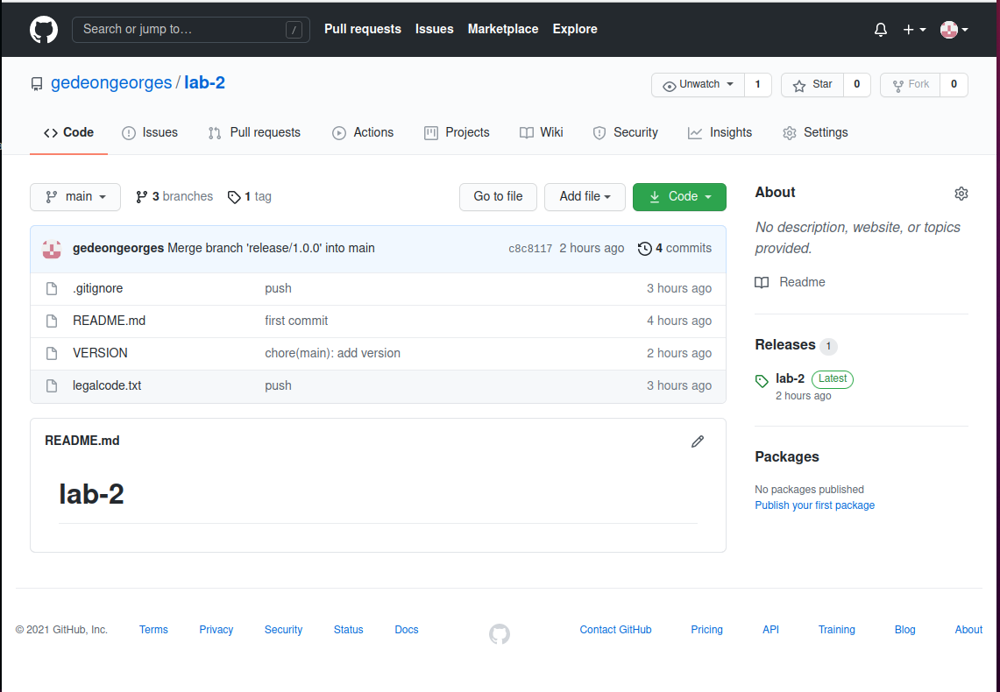 Search or jump to… / Pull requests Issues Marketplace Explore
gedeongeorges / lab-2 Unwatch 1 Star 0 Fork 0
Code Issues Pull requests Actions Projects Wiki Security Insights Settings
main 3 branches 1 tag Go to file Add file Code
gedeongeorges Merge branch 'release/1.0.0' into main c8c8117 2 hours ago 4 commits
.gitignore push 3 hours ago
README.md first commit 4 hours ago
VERSION chore(main): add version 2 hours ago
legalcode.txt push 3 hours ago
README.md
lab-2
About
No description, website, or topics
provided.
Readme
Releases 1
lab-2 Latest
2 hours ago
Packages
No packages published
Publish your first package
© 2021 GitHub, Inc. Terms Privacy Security Status Docs Contact GitHub Pricing API Training Blog About